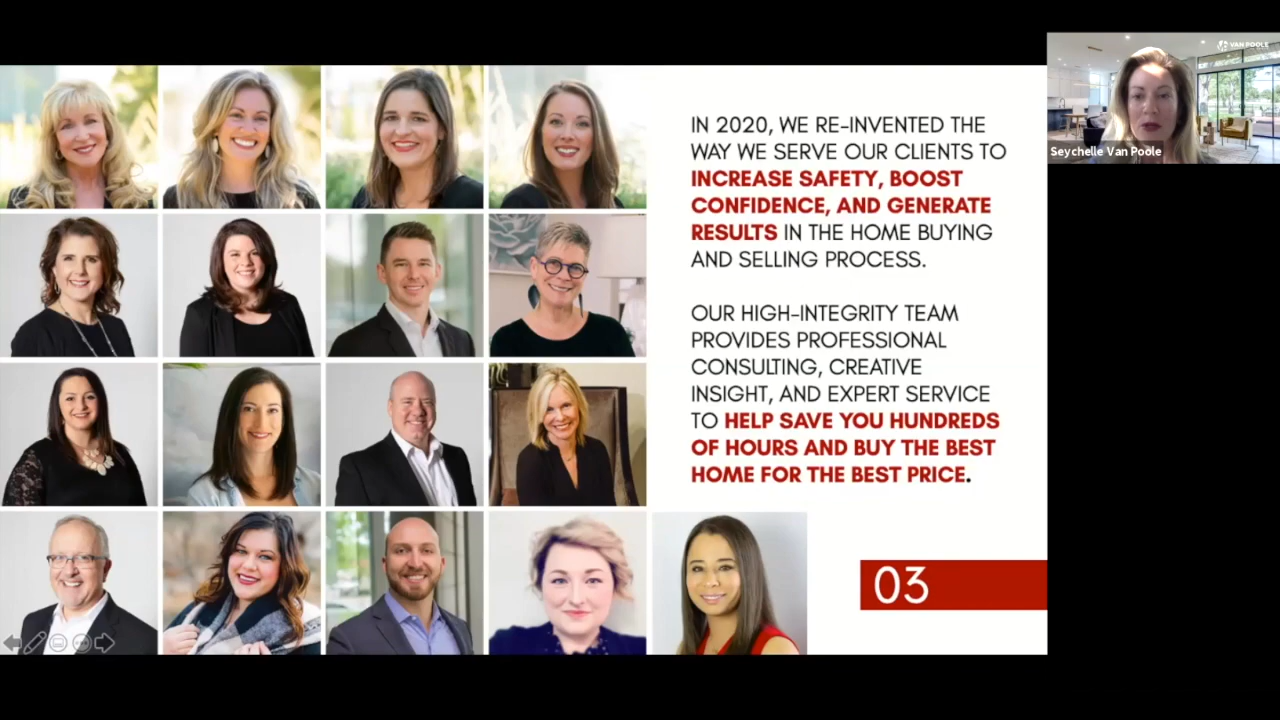 IN 2020, WE RE-INVENTED THE
WAY WE SERVE OUR CLIENTS TO
INCREASE SAFETY, BOOST
CONFIDENCE, AND GENERATE
RESULTS IN THE HOME BUYING
AND SELLING PROCESS.
OUR HIGH-INTEGRITY TEAM
PROVIDES PROFESSIONAL
CONSULTING, CREATIVE
INSIGHT, AND EXPERT SERVICE
TO HELP SAVE YOU HUNDREDS
OF HOURS AND BUY THE BEST
HOME FOR THE BEST PRICE.
03
VAN POOLE
Seychelle Van Poole